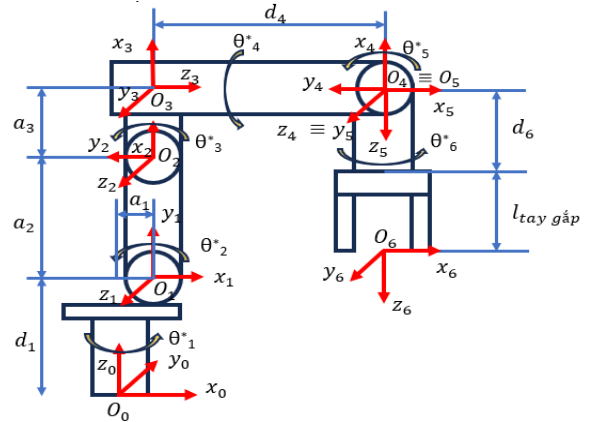 d₄
x₃
θ*₄
x₄
θ*₅
z₃
y₄
O₄ ≡ O₅
y₃
O₃
x₅
a₃
z₄ ≡ y₅
z₅
θ*₆
d₆
y₂
x₂
O₂
θ*₃
z₂
a₂
a₁
y₁
l tay gắp
θ*₂
z₁
O₁
x₁
O₆
x₆
y₆
z₆
d₁
θ*₁
z₀
y₀
x₀
O₀